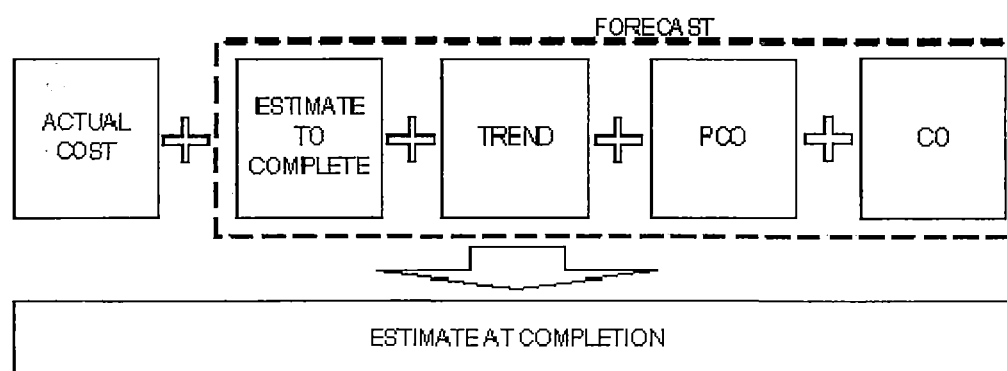 FORECAST
ACTUAL
COST
ESTIMATE
TO
COMPLETE
TREND
PCO
CO
ESTIMATE AT COMPLETION